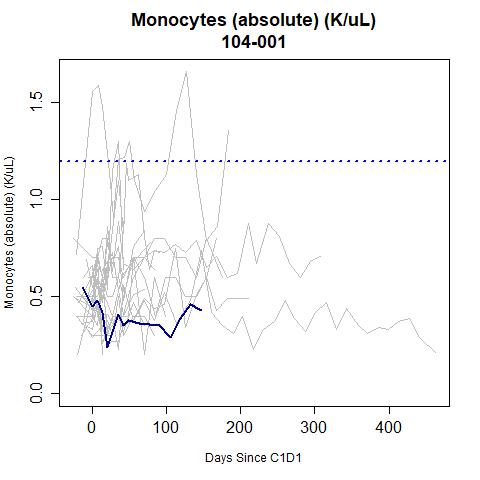 Monocytes (absolute) (K/uL)
104-001
Monocytes (absolute) (K/uL)
1.5
1.0
0.5
0.0
0 100 200 300 400
Days Since C1D1